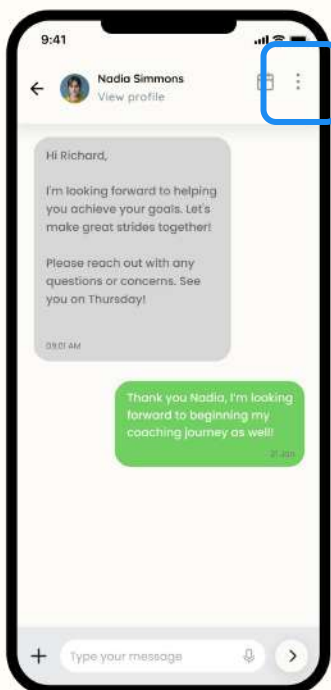 9:41
Nadia Simmons
View profile
Hi Richard,
I'm looking forward to helping
you achieve your goals. Let's
make great strides together!
Please reach out with any
questions or concerns. See
you on Thursday!
09:01 AM
Thank you Nadia, I'm looking
forward to beginning my
coaching journey as well!
21 Jan
Type your message